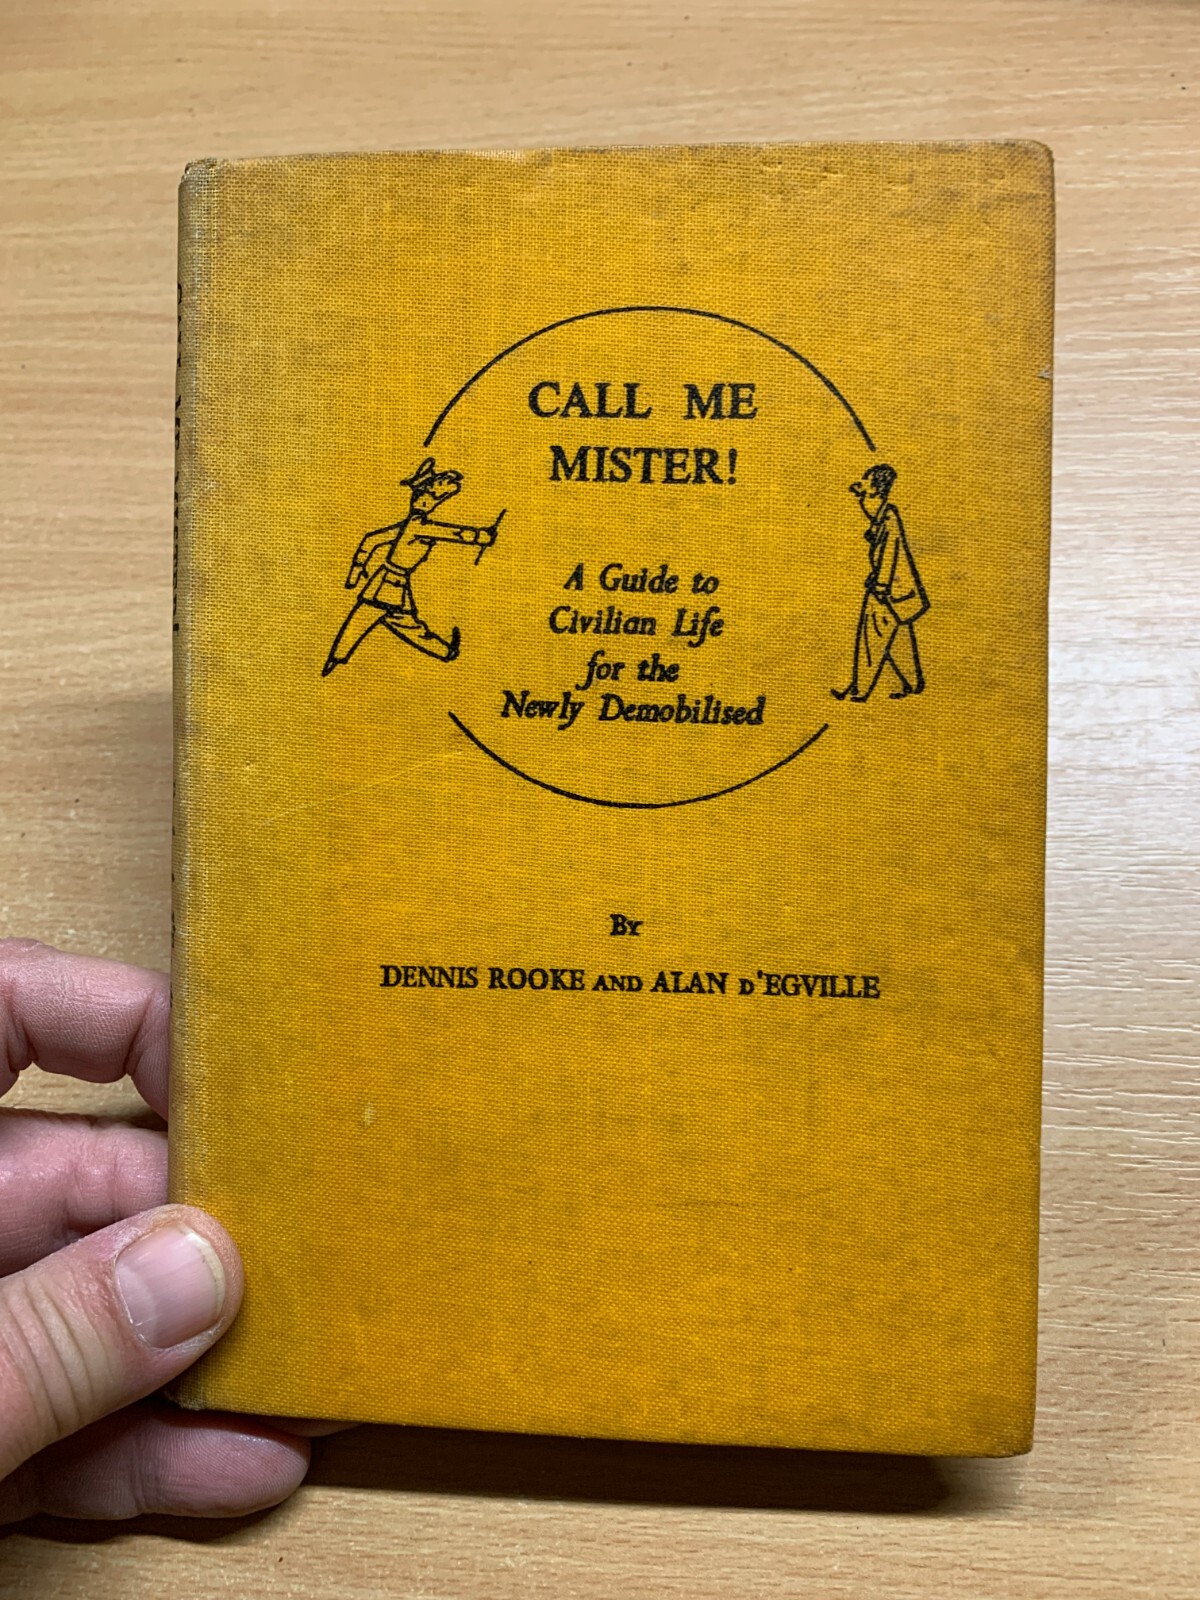 CALL ME
MISTER!
A Guide to
Civilian Life
for the
Newly Demobilised
BY
DENNIS ROOKE AND ALAN D'EGVILLE